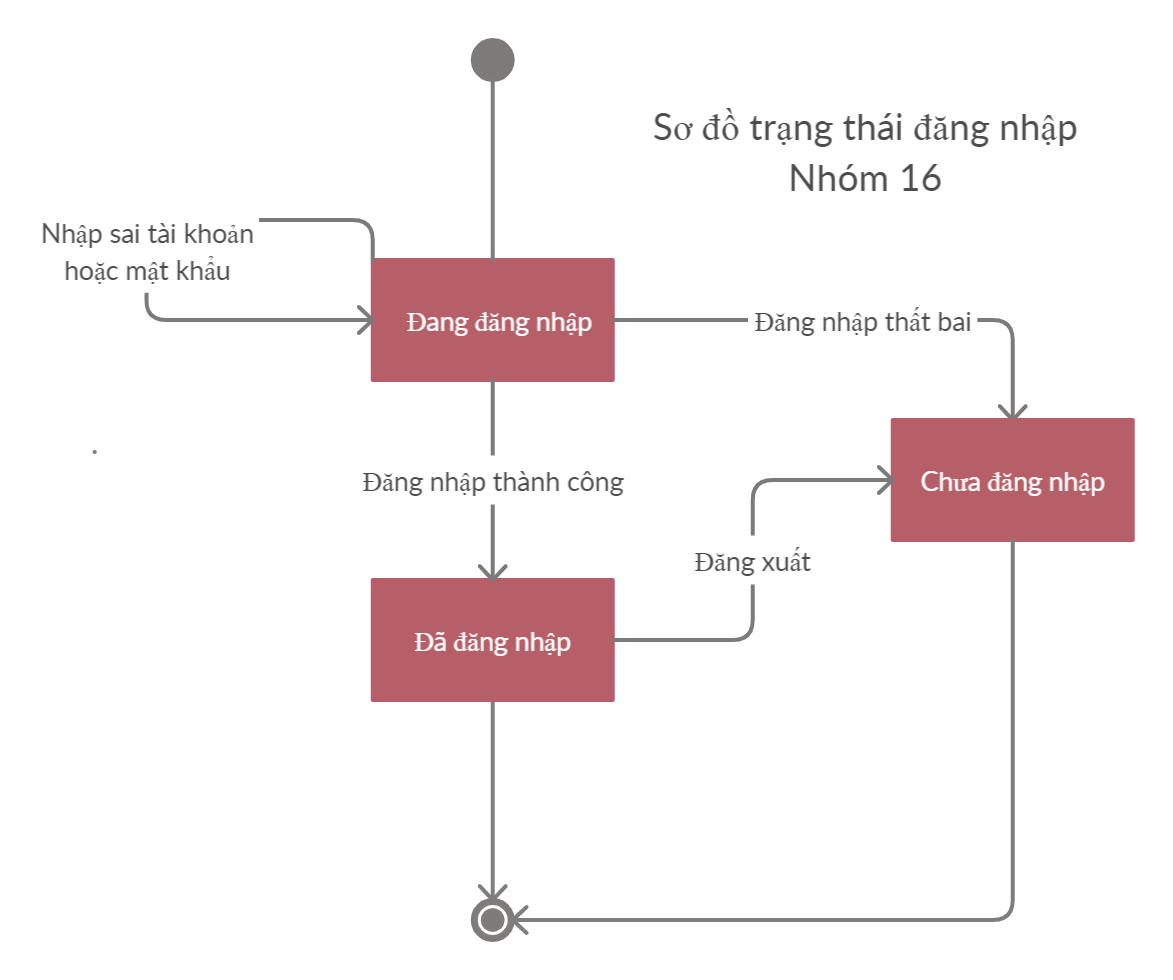 Sơ đồ trạng thái đăng nhập
Nhóm 16
Nhập sai tài khoản
hoặc mật khẩu
Đang đăng nhập
Đăng nhập thất bai
Chưa đăng nhập
Đăng nhập thành công
Đăng xuất
Đã đăng nhập